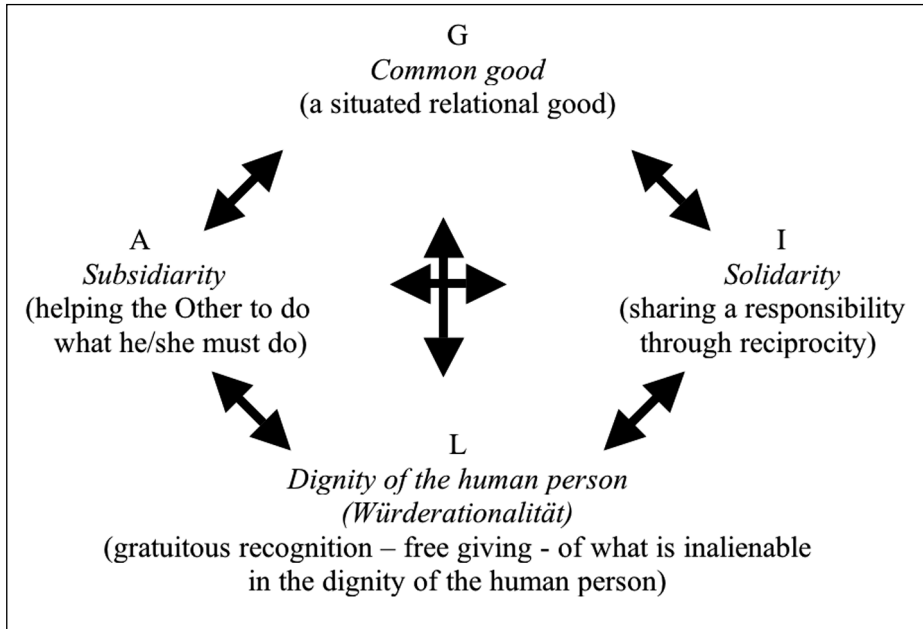 G
Common good
(a situated relational good)
A
Subsidiarity
(helping the Other to do
what he/she must do)
I
Solidarity
(sharing a responsibility
through reciprocity)
L
Dignity of the human person
(Würderationalität)
(gratuitous recognition – free giving - of what is inalienable
in the dignity of the human person)